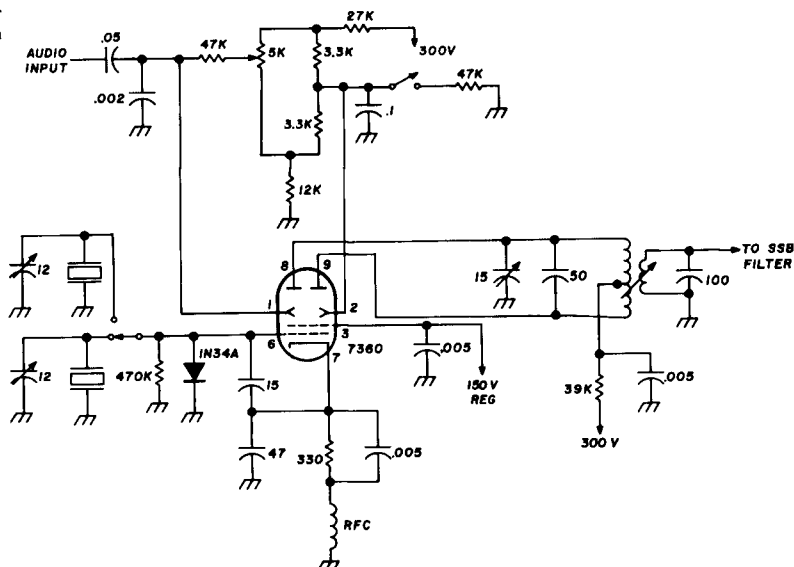 27K
.05
47K
5K
3.3K
300V
AUDIO
INPUT
47K
.002
.1
3.3K
12K
8
9
TO SSB
FILTER
12
15
50
100
1
2
3
6
7360
7
12
470K
1N34A
15
.005
150V
REG
39K
.005
47
330
.005
300 V
RFC